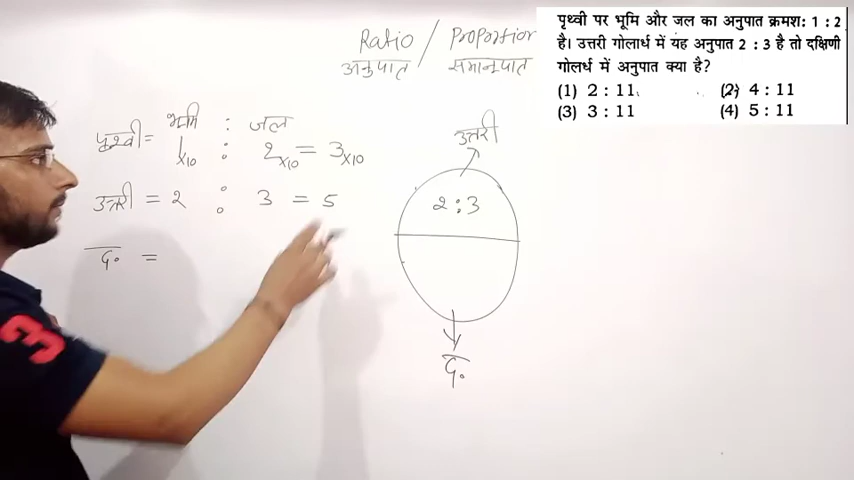 Ratio / Proportion
अनुपात समानुपात
पृथ्वी पर भूमि और जल का अनुपात क्रमश: 1 : 2
है। उत्तरी गोलार्ध में यह अनुपात 2 : 3 है तो दक्षिणी
गोलर्ध में अनुपात क्या है?
(1) 2 : 11 (2) 4 : 11
(3) 3 : 11 (4) 5 : 11
भूमि : जल
पृथ्वी = 1x10 : 2x10 = 3x10
उत्तरी = 2 : 3 = 5
द॰ =
उत्तरी
2 : 3
द॰
3